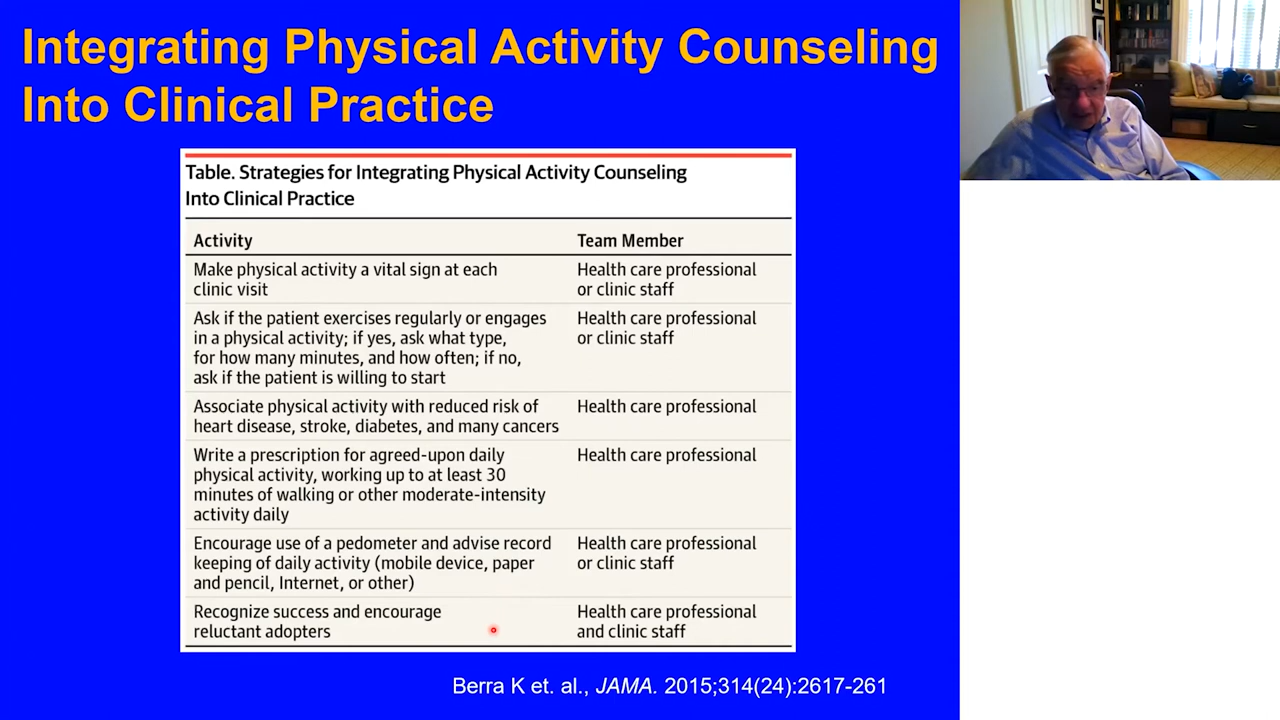 Integrating Physical Activity Counseling
Into Clinical Practice
Table. Strategies for Integrating Physical Activity Counseling
Into Clinical Practice
Activity
Team Member
Make physical activity a vital sign at each
clinic visit
Health care professional
or clinic staff
Ask if the patient exercises regularly or engages
in a physical activity; if yes, ask what type,
for how many minutes, and how often; if no,
ask if the patient is willing to start
Health care professional
or clinic staff
Associate physical activity with reduced risk of
heart disease, stroke, diabetes, and many cancers
Health care professional
Write a prescription for agreed-upon daily
physical activity, working up to at least 30
minutes of walking or other moderate-intensity
activity daily
Health care professional
Encourage use of a pedometer and advise record
keeping of daily activity (mobile device, paper
and pencil, Internet, or other)
Health care professional
or clinic staff
Recognize success and encourage
reluctant adopters
Health care professional
and clinic staff
Berra K et. al., JAMA. 2015;314(24):2617-261